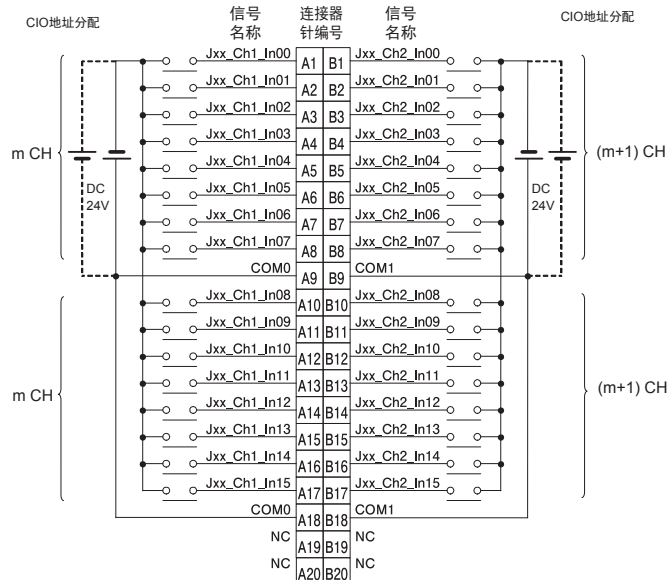 CIO地址分配
信号
名称
连接器
针编号
信号
名称
CIO地址分配
Jxx_Ch1_In00 A1 B1 Jxx_Ch2_In00
Jxx_Ch1_In01 A2 B2 Jxx_Ch2_In01
Jxx_Ch1_In02 A3 B3 Jxx_Ch2_In02
Jxx_Ch1_In03 A4 B4 Jxx_Ch2_In03
m CH
(m+1) CH
Jxx_Ch1_In04 A5 B5 Jxx_Ch2_In04
DC
24V
DC
24V
Jxx_Ch1_In05 A6 B6 Jxx_Ch2_In05
Jxx_Ch1_In06 A7 B7 Jxx_Ch2_In06
Jxx_Ch1_In07 A8 B8 Jxx_Ch2_In07
COM0 A9 B9 COM1
Jxx_Ch1_In08 A10 B10 Jxx_Ch2_In08
Jxx_Ch1_In09 A11 B11 Jxx_Ch2_In09
Jxx_Ch1_In10 A12 B12 Jxx_Ch2_In10
Jxx_Ch1_In11 A13 B13 Jxx_Ch2_In11
m CH
(m+1) CH
Jxx_Ch1_In12 A14 B14 Jxx_Ch2_In12
Jxx_Ch1_In13 A15 B15 Jxx_Ch2_In13
Jxx_Ch1_In14 A16 B16 Jxx_Ch2_In14
Jxx_Ch1_In15 A17 B17 Jxx_Ch2_In15
COM0 A18 B18 COM1
NC A19 B19 NC
NC A20 B20 NC